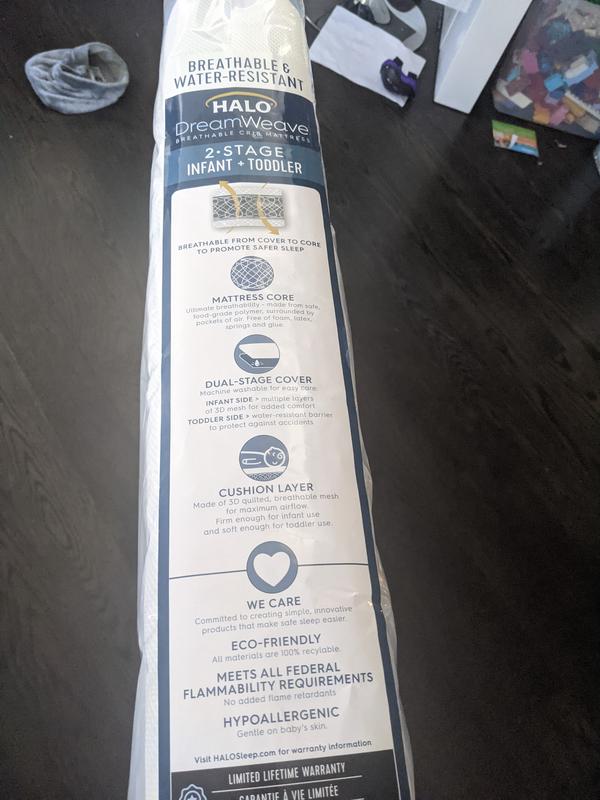 BREATHABLE &
WATER-RESISTANT
HALO
DreamWeave
BREATHABLE CRIB MATTRESS
2-STAGE
INFANT + TODDLER
BREATHABLE FROM COVER TO CORE
TO PROMOTE SAFER SLEEP
MATTRESS CORE
Ultimate breathability - made from safe,
food-grade polymer, surrounded by
pockets of air. Free of foam, latex,
springs and glue.
DUAL-STAGE COVER
Machine washable for easy care.
INFANT SIDE > multiple layers
of 3D mesh for added comfort
TODDLER SIDE > water-resistant barrier
to protect against accidents
CUSHION LAYER
Made of 3D quilted, breathable mesh
for maximum airflow.
Firm enough for infant use
and soft enough for toddler use.
WE CARE
Committed to creating simple, innovative
products that make safe sleep easier.
ECO-FRIENDLY
All materials are 100% recylable.
MEETS ALL FEDERAL
FLAMMABILITY REQUIREMENTS
No added flame retardants
HYPOALLERGENIC
Gentle on baby's skin.
Visit HALOSleep.com for warranty information
LIMITED LIFETIME WARRANTY
GARANTIE À VIE LIMITÉE